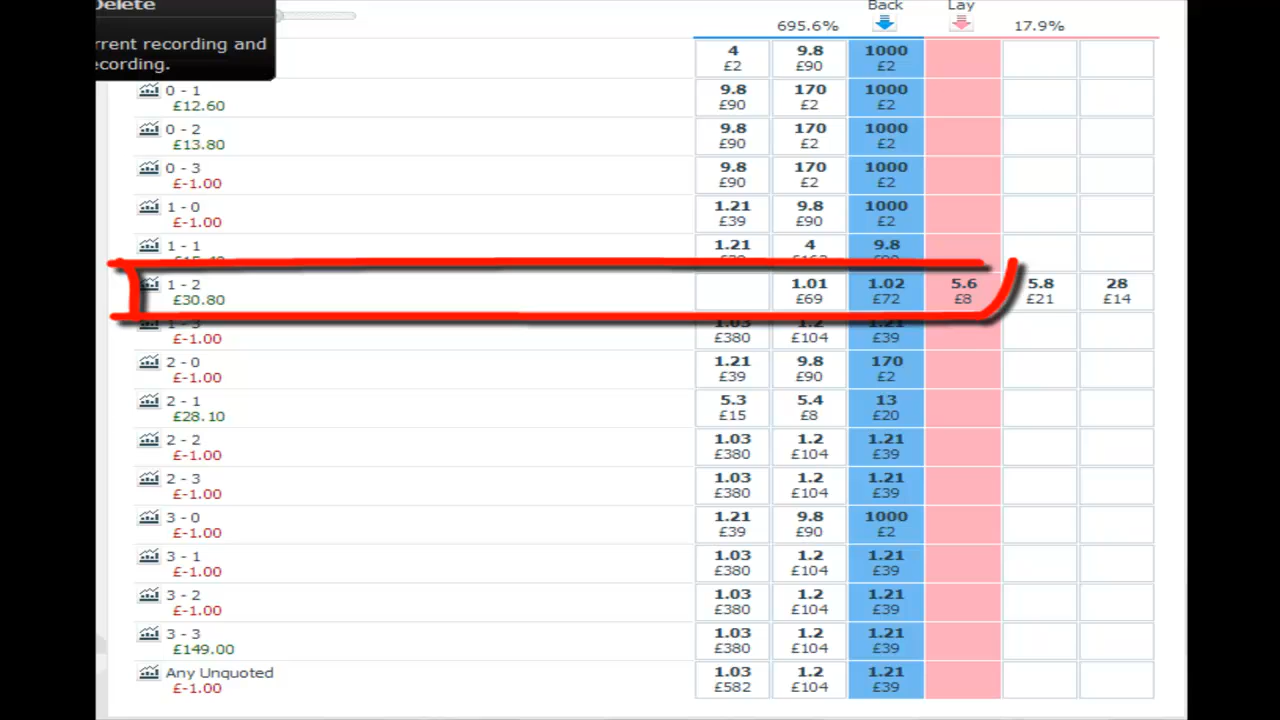 Delete
rrent recording and
ecording.
Back Lay
695.6% 17.9%
4 9.8 1000
£2 £90 £2
0 - 1 9.8 170 1000
£12.60 £90 £2 £2
0 - 2 9.8 170 1000
£13.80 £90 £2 £2
0 - 3 9.8 170 1000
£-1.00 £90 £2 £2
1 - 0 1.21 9.8 1000
£-1.00 £39 £90 £2
1 - 1 1.21 4 9.8
1 - 2 1.01 1.02 5.6 5.8 28
£30.80 £69 £72 £8 £21 £14
1 - 3 1.03 1.2 1.21
£-1.00 £380 £104 £39
2 - 0 1.21 9.8 170
£-1.00 £39 £90 £2
2 - 1 5.3 5.4 13
£28.10 £15 £8 £20
2 - 2 1.03 1.2 1.21
£-1.00 £380 £104 £39
2 - 3 1.03 1.2 1.21
£-1.00 £380 £104 £39
3 - 0 1.21 9.8 1000
£-1.00 £39 £90 £2
3 - 1 1.03 1.2 1.21
£-1.00 £380 £104 £39
3 - 2 1.03 1.2 1.21
£-1.00 £380 £104 £39
3 - 3 1.03 1.2 1.21
£149.00 £380 £104 £39
Any Unquoted 1.03 1.2 1.21
£-1.00 £582 £104 £39